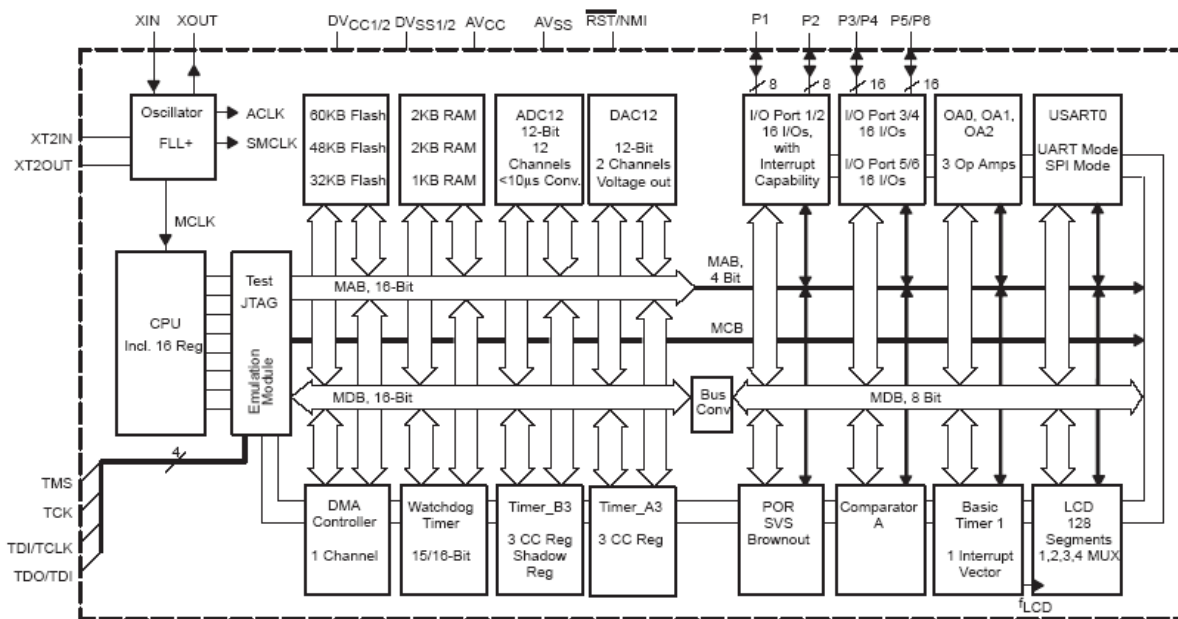 XIN XOUT DVCC1/2 DVSS1/2 AVCC AVSS RST/NMI P1 P2 P3/P4 P5/P6
8 8 16 16
Oscillator
FLL+
ACLK
SMCLK
XT2IN
XT2OUT
MCLK
60KB Flash
48KB Flash
32KB Flash
2KB RAM
2KB RAM
1KB RAM
ADC12
12-Bit
12
Channels
<10µs Conv.
DAC12
12-Bit
2 Channels
Voltage out
I/O Port 1/2
16 I/Os,
with
Interrupt
Capability
I/O Port 3/4
16 I/Os
I/O Port 5/6
16 I/Os
OA0, OA1,
OA2
3 Op Amps
USART0
UART Mode
SPI Mode
CPU
Incl. 16 Reg
Test
JTAG
Emulation
Module
MAB, 16-Bit
MAB,
4 Bit
MCB
MDB, 16-Bit
Bus
Conv
MDB, 8 Bit
4
TMS
TCK
TDI/TCLK
TDO/TDI
DMA
Controller
1 Channel
Watchdog
Timer
15/16-Bit
Timer_B3
3 CC Reg
Shadow
Reg
Timer_A3
3 CC Reg
POR
SVS
Brownout
Comparator
A
Basic
Timer 1
1 Interrupt
Vector
LCD
128
Segments
1,2,3,4 MUX
fLCD